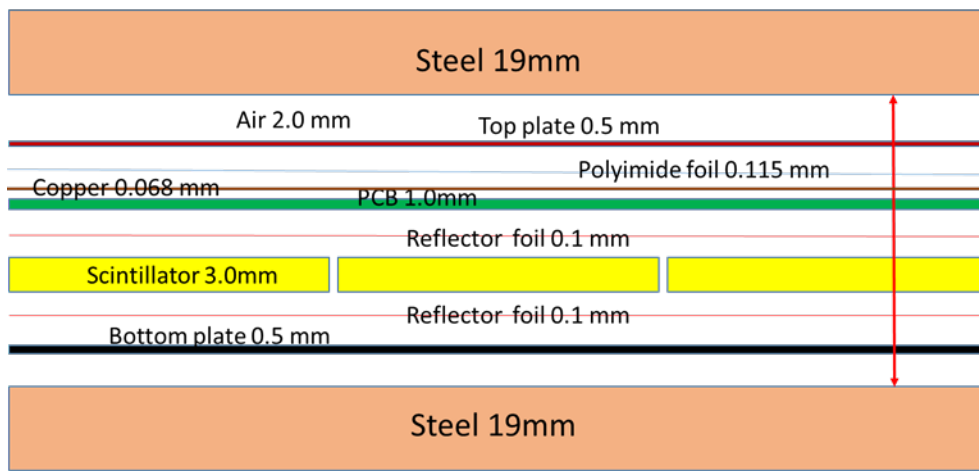 Steel 19mm
Air 2.0 mm
Top plate 0.5 mm
Polyimide foil 0.115 mm
Copper 0.068 mm
PCB 1.0mm
Reflector foil 0.1 mm
Scintillator 3.0mm
Reflector foil 0.1 mm
Bottom plate 0.5 mm
Steel 19mm